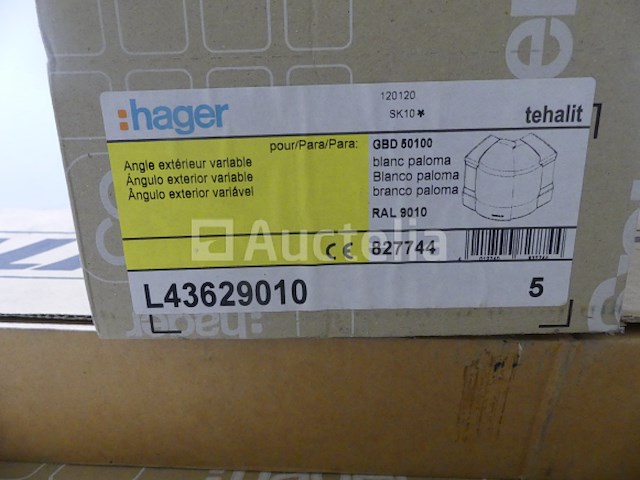 :hager
120120
SK10*
tehalit
pour/Para/Para:
GBD 50100
Angle extérieur variable
Ángulo exterior variable
Ângulo exterior variável
blanc paloma
Blanco paloma
branco paloma
RAL 9010
Auctelia
CE
827744
L43629010
5
:hager